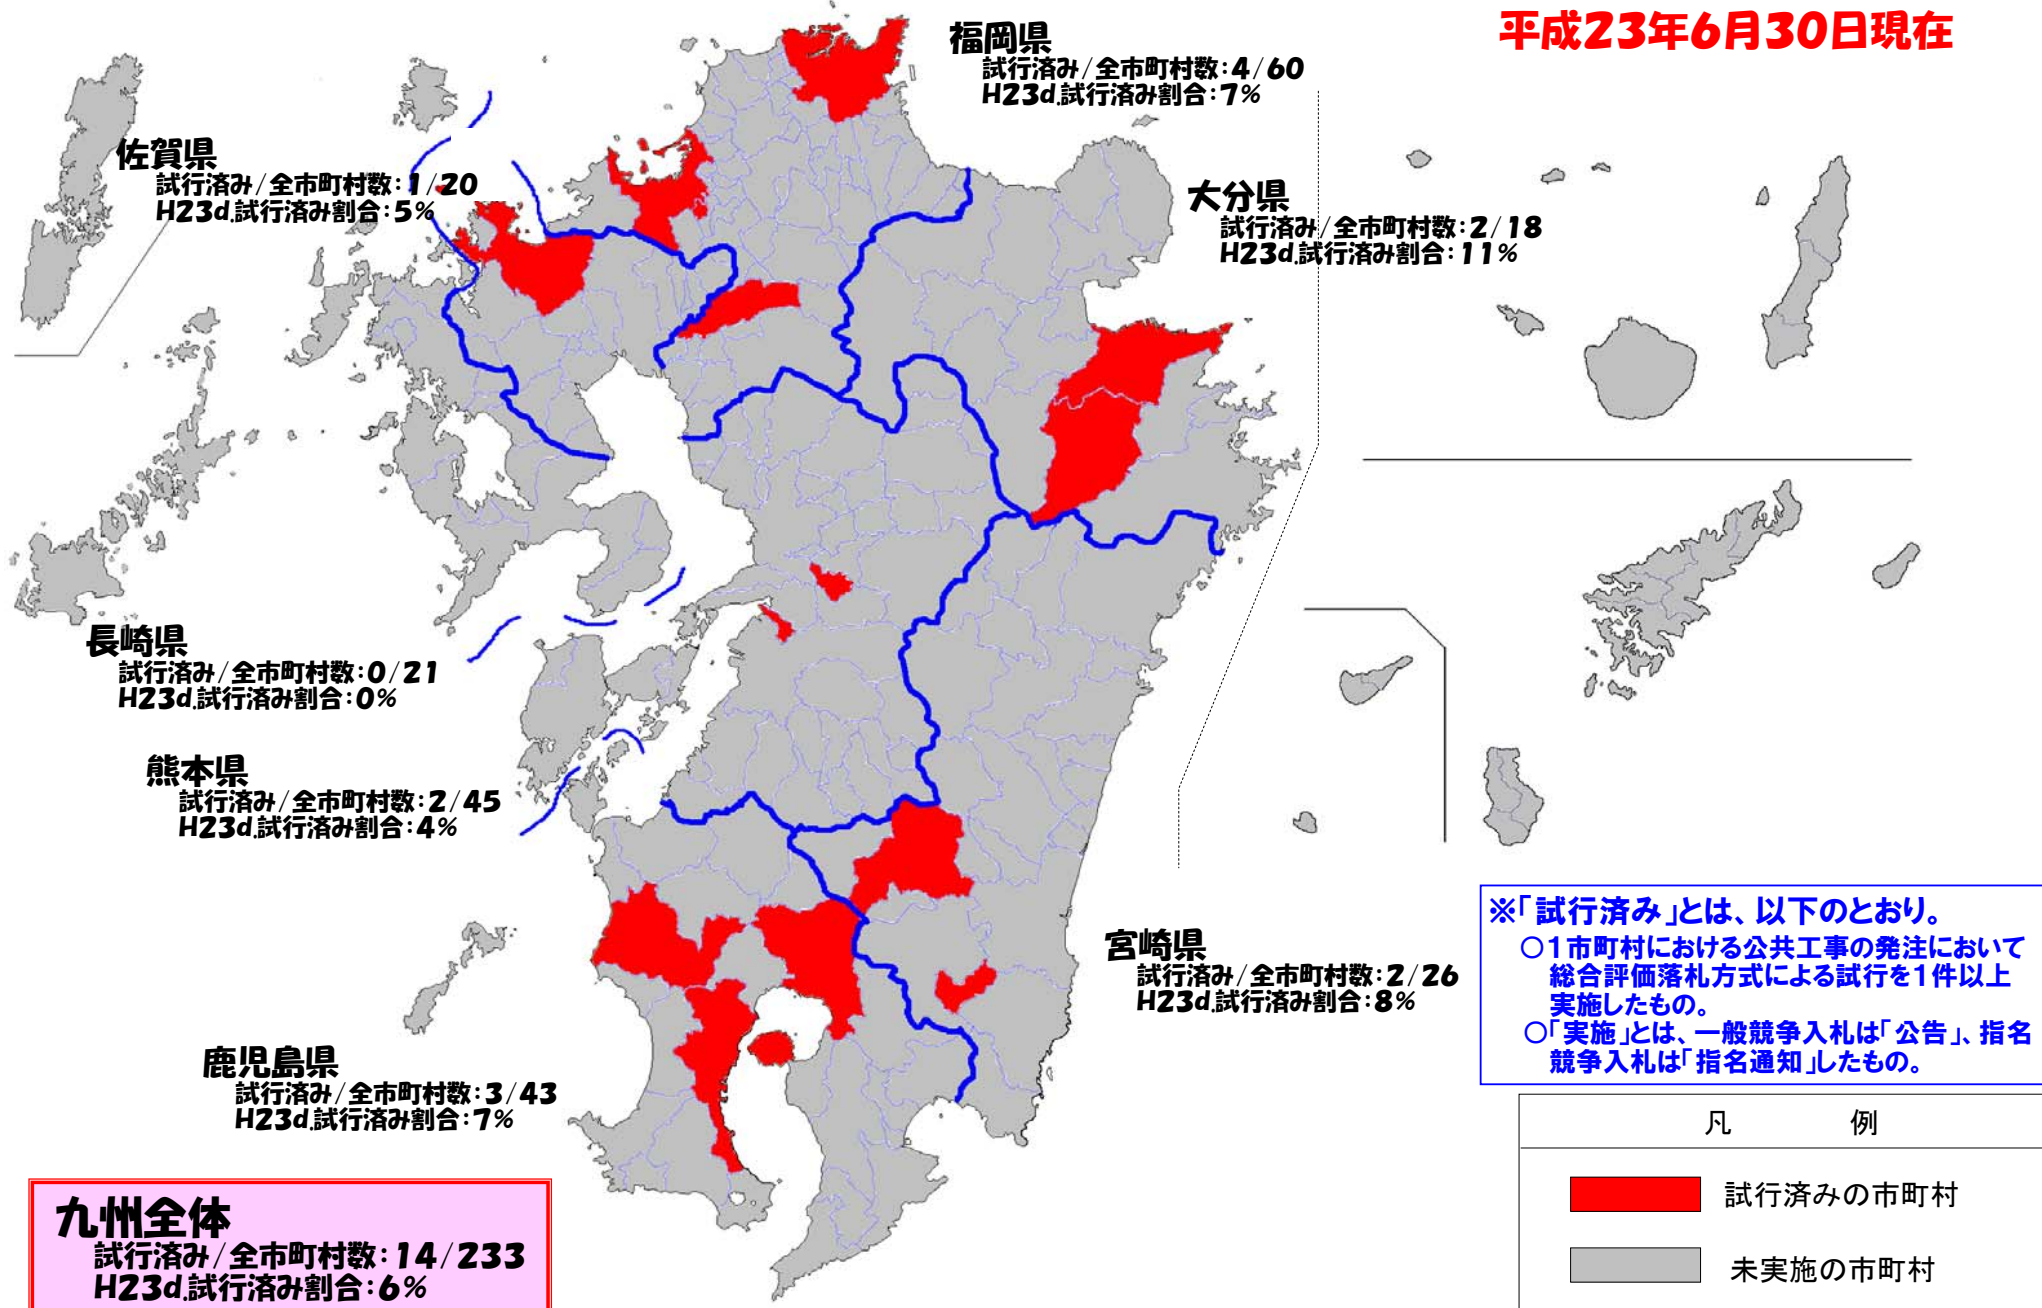 平成23年6月30日現在
福岡県
試行済み/全市町村数:4/60
H23d.試行済み割合:7%
佐賀県
試行済み/全市町村数:1/20
H23d.試行済み割合:5%
大分県
試行済み/全市町村数:2/18
H23d.試行済み割合:11%
長崎県
試行済み/全市町村数:0/21
H23d.試行済み割合:0%
熊本県
試行済み/全市町村数:2/45
H23d.試行済み割合:4%
宮崎県
試行済み/全市町村数:2/26
H23d.試行済み割合:8%
鹿児島県
試行済み/全市町村数:3/43
H23d.試行済み割合:7%
九州全体
試行済み/全市町村数:14/233
H23d.試行済み割合:6%
※「試行済み」とは、以下のとおり。
○1市町村における公共工事の発注において
総合評価落札方式による試行を1件以上
実施したもの。
○「実施」とは、一般競争入札は「公告」、指名
競争入札は「指名通知」したもの。
凡　例
試行済みの市町村
未実施の市町村